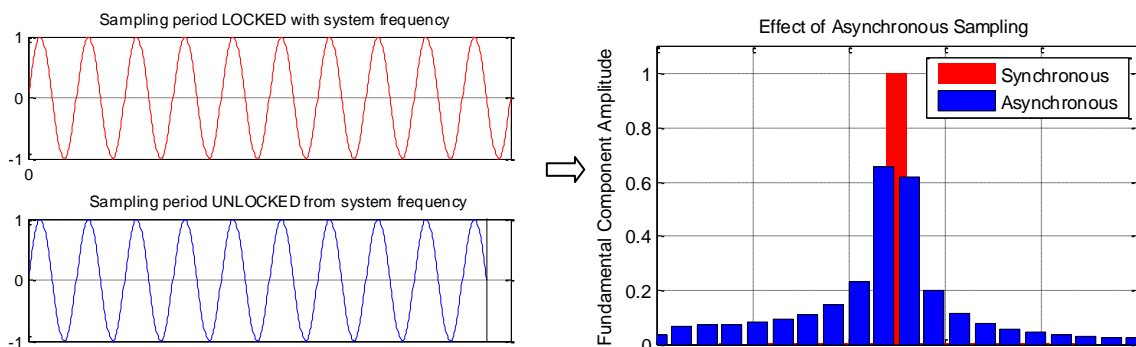 Sampling period LOCKED with system frequency
1
0
-1
0
Sampling period UNLOCKED from system frequency
1
0
-1
Effect of Asynchronous Sampling
Fundamental Component Amplitude
1
0.8
0.6
0.4
0.2
0
Synchronous
Asynchronous